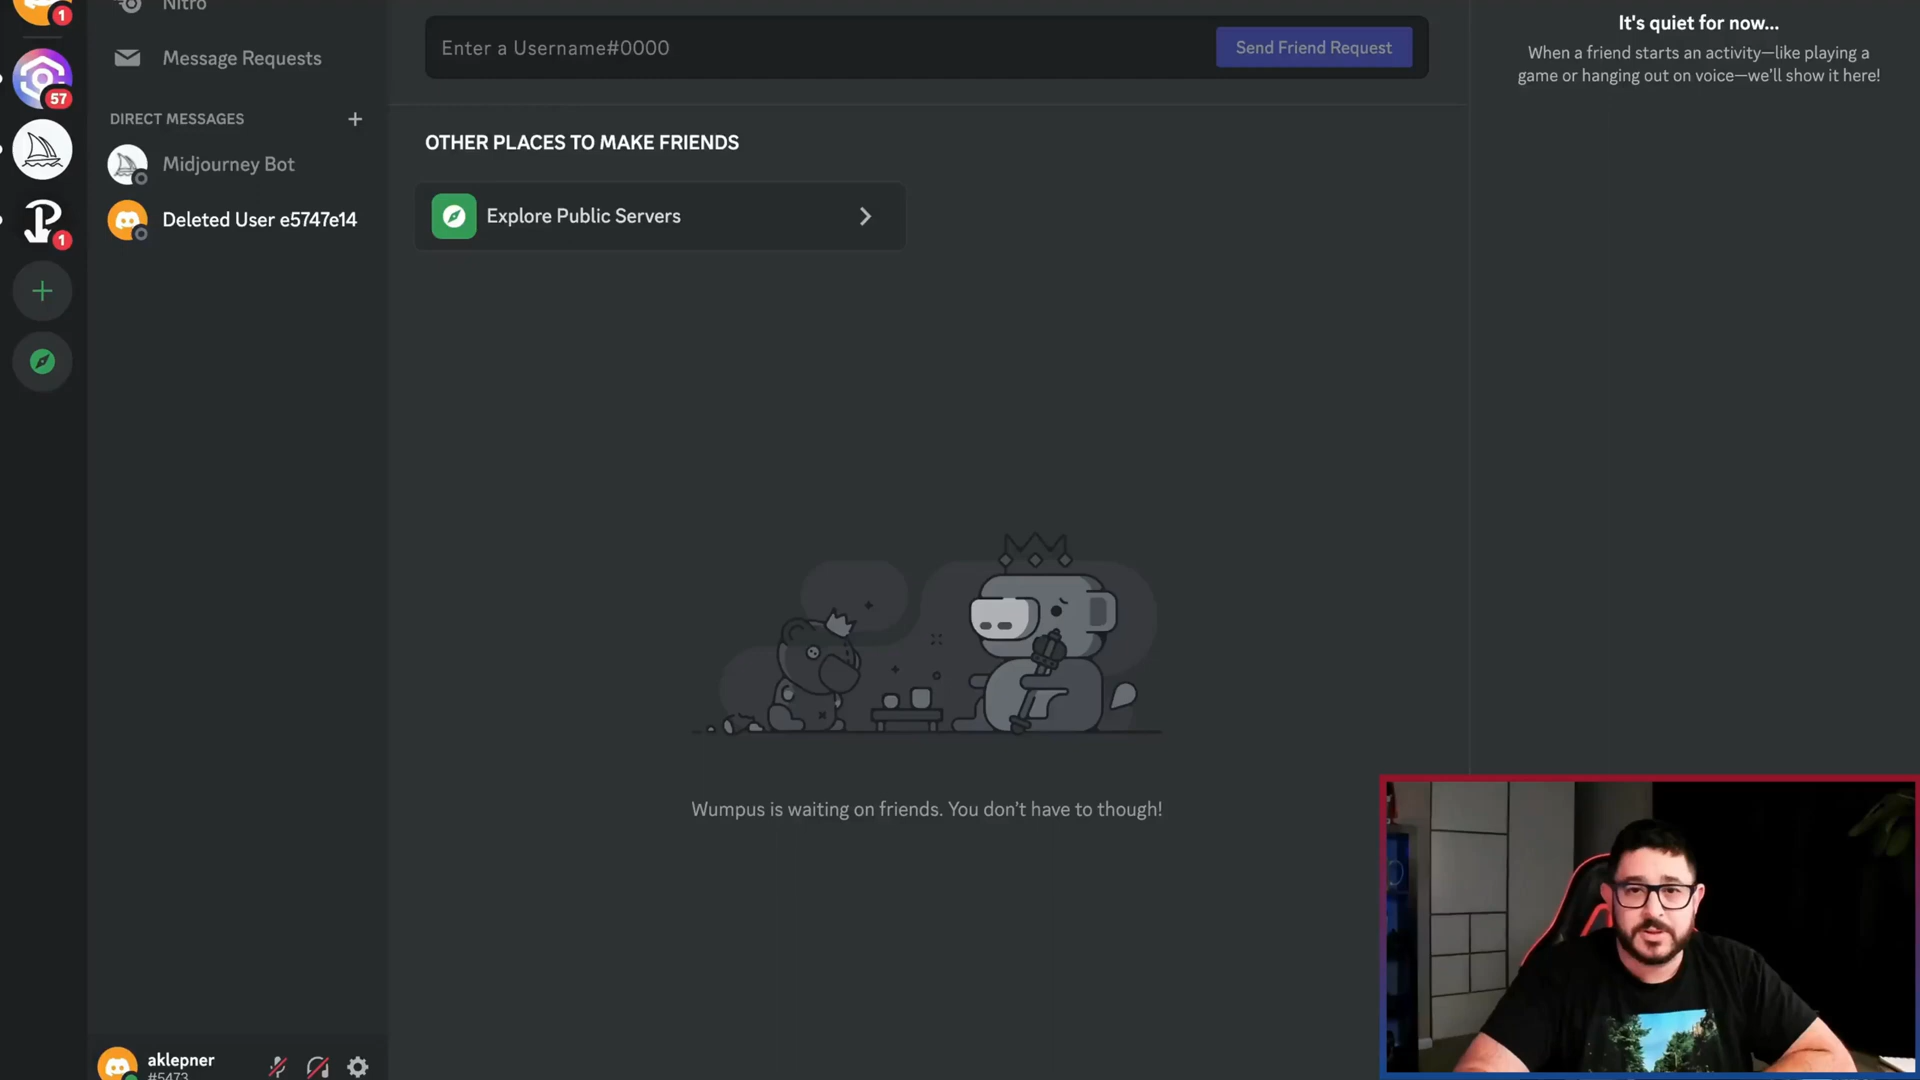 1
Nitro
Message Requests
57
DIRECT MESSAGES
Midjourney Bot
1
Deleted User e5747e14
aklepner
#5473
Enter a Username#0000
Send Friend Request
OTHER PLACES TO MAKE FRIENDS
Explore Public Servers
Wumpus is waiting on friends. You don't have to though!
It's quiet for now...
When a friend starts an activity—like playing a
game or hanging out on voice—we'll show it here!